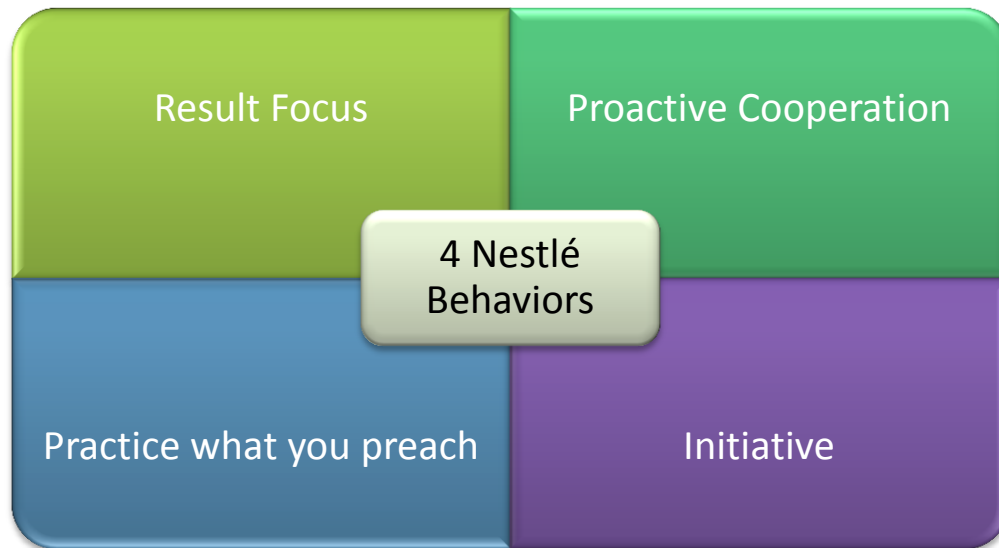 Result Focus
Proactive Cooperation
4 Nestlé
Behaviors
Practice what you preach
Initiative